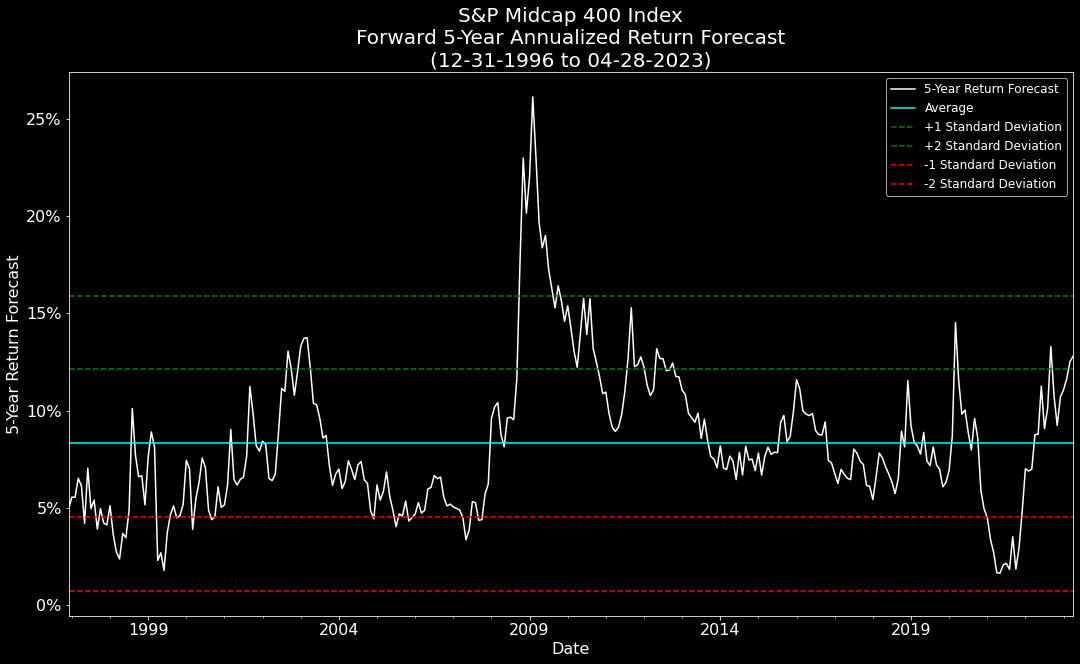 S&P Midcap 400 Index
Forward 5-Year Annualized Return Forecast
(12-31-1996 to 04-28-2023)
5-Year Return Forecast
Average
+1 Standard Deviation
+2 Standard Deviation
-1 Standard Deviation
-2 Standard Deviation
25%
20%
15%
10%
5%
0%
5-Year Return Forecast
1999
2004
2009
2014
2019
Date